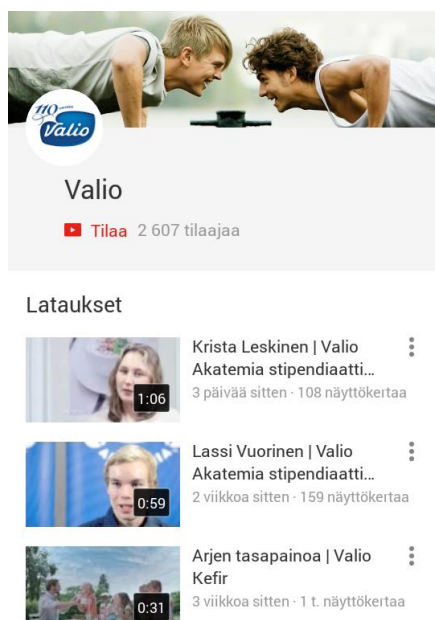 110 vuotta
Valio
Valio
Tilaa 2 607 tilaajaa
Lataukset
Krista Leskinen | Valio
Akatemia stipendiaatti...
3 päivää sitten · 108 näyttökertaa
1:06
Lassi Vuorinen | Valio
Akatemia stipendiaatti...
2 viikkoa sitten · 159 näyttökertaa
0:59
Arjen tasapainoa | Valio
Kefir
3 viikkoa sitten · 1 t. näyttökertaa
0:31